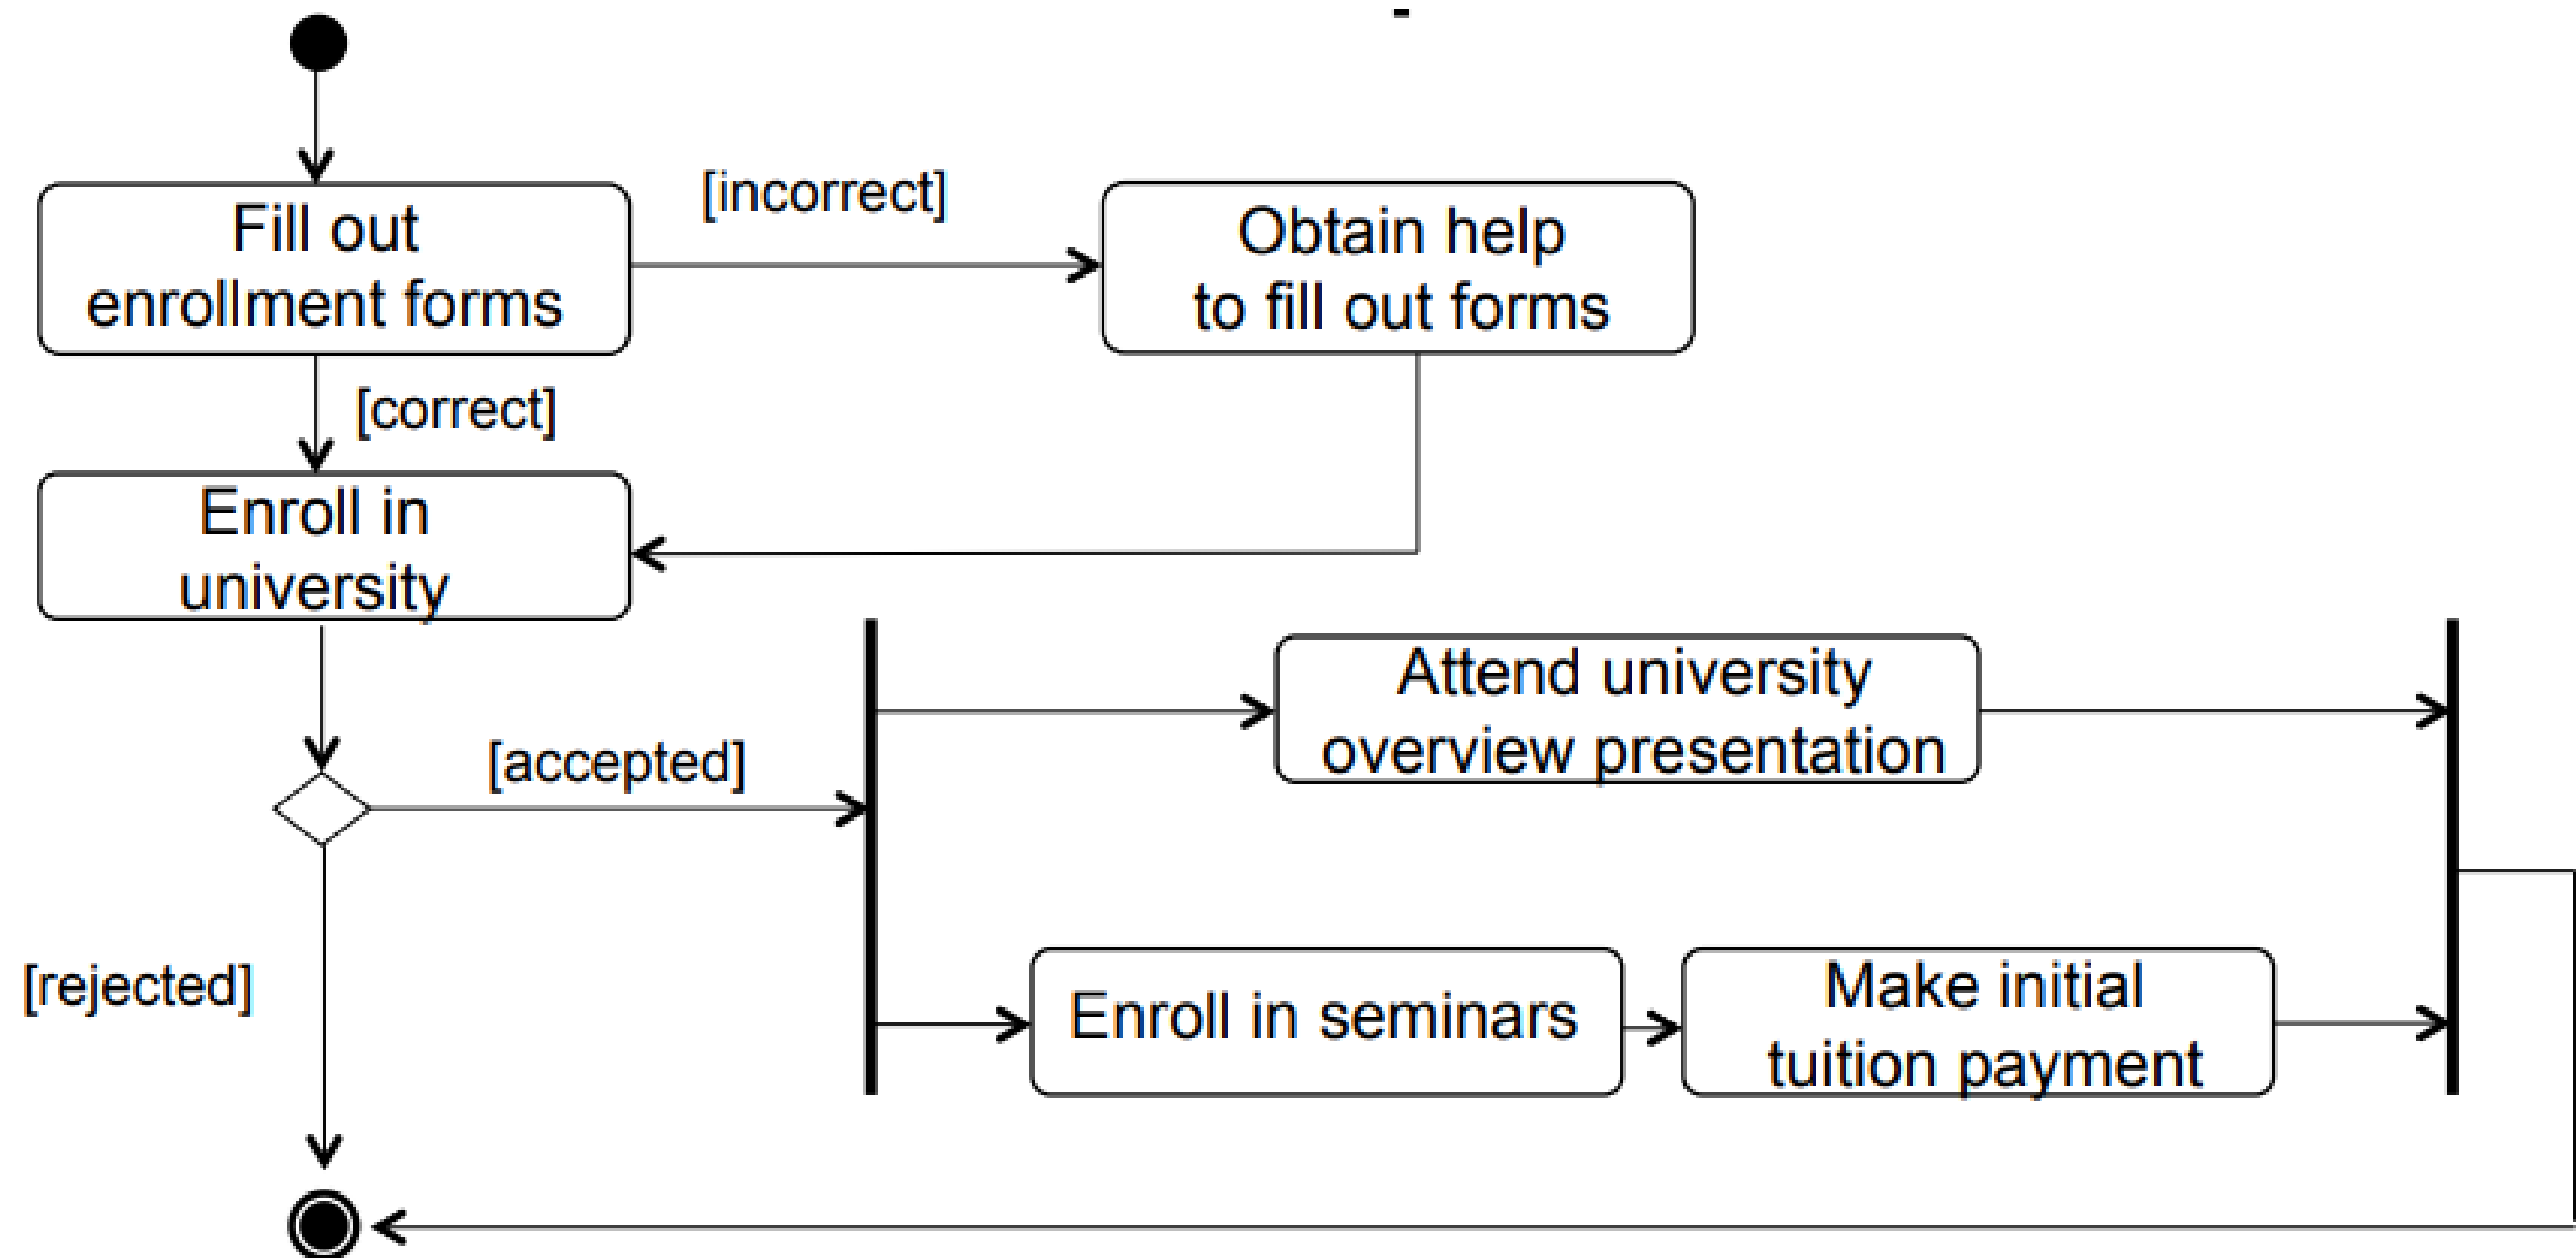 Fill out
enrollment forms
[incorrect]
Obtain help
to fill out forms
[correct]
Enroll in
university
[accepted]
Attend university
overview presentation
[rejected]
Enroll in seminars
Make initial
tuition payment